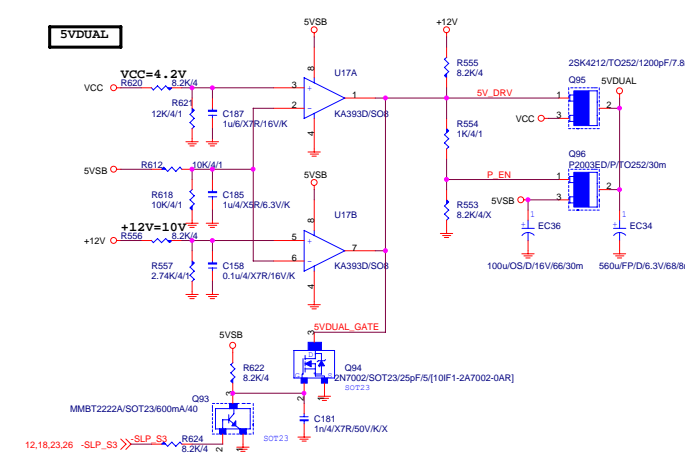 5VDUAL
5VSB
+12V
VCC=4.2V
VCC
R620
8.2K/4
R621
12K/4/1
C187
1u/6/X7R/16V/K
3
2
8
4
1
+
−
U17A
KA393D/SO8
R555
8.2K/4
5V_DRV
R554
1K/4/1
2SK4212/TO252/1200pF/7.8
Q95
5VDUAL
1
3
2
VCC
5VSB
R612
10K/4/1
R618
10K/4/1
C185
1u/4/X5R/6.3V/K
5VSB
P_EN
R553
8.2K/4/X
Q96
P2003ED/P/TO252/30m
1
3
2
5VSB
1
EC36
100u/OS/D/16V/66/30m
1
EC34
560u/FP/D/6.3V/68/8
+12V=10V
+12V
R556
8.2K/4
R557
2.74K/4/1
C158
0.1u/4/X7R/16V/K
5
6
8
4
7
+
−
U17B
KA393D/SO8
5VDUAL_GATE
3
Q94
2N7002/SOT23/25pF/5/[10IF1-2A7002-0AR]
SOT23
D
G
S
2
1
5VSB
R622
8.2K/4
Q93
3
MMBT2222A/SOT23/600mA/40
SOT23
2
1
C181
1n/4/X7R/50V/K/X
12,18,23,26 -SLP_S3
-SLP_S3
R624
8.2K/4